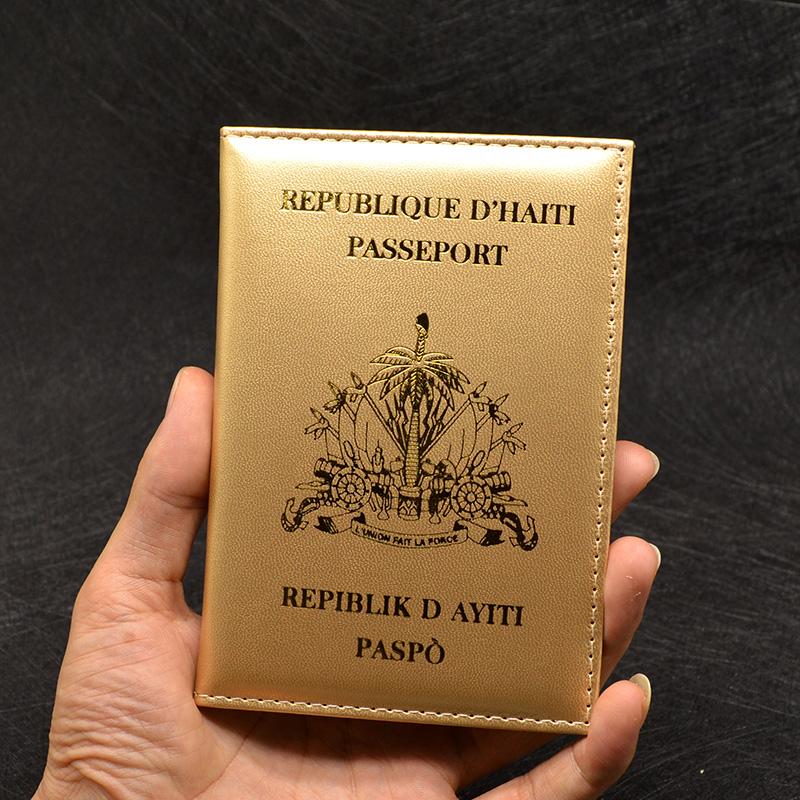 REPUBLIQUE D'HAITI
PASSEPORT
L'UNION FAIT LA FORCE
REPIBLIK D AYITI
PASPÒ